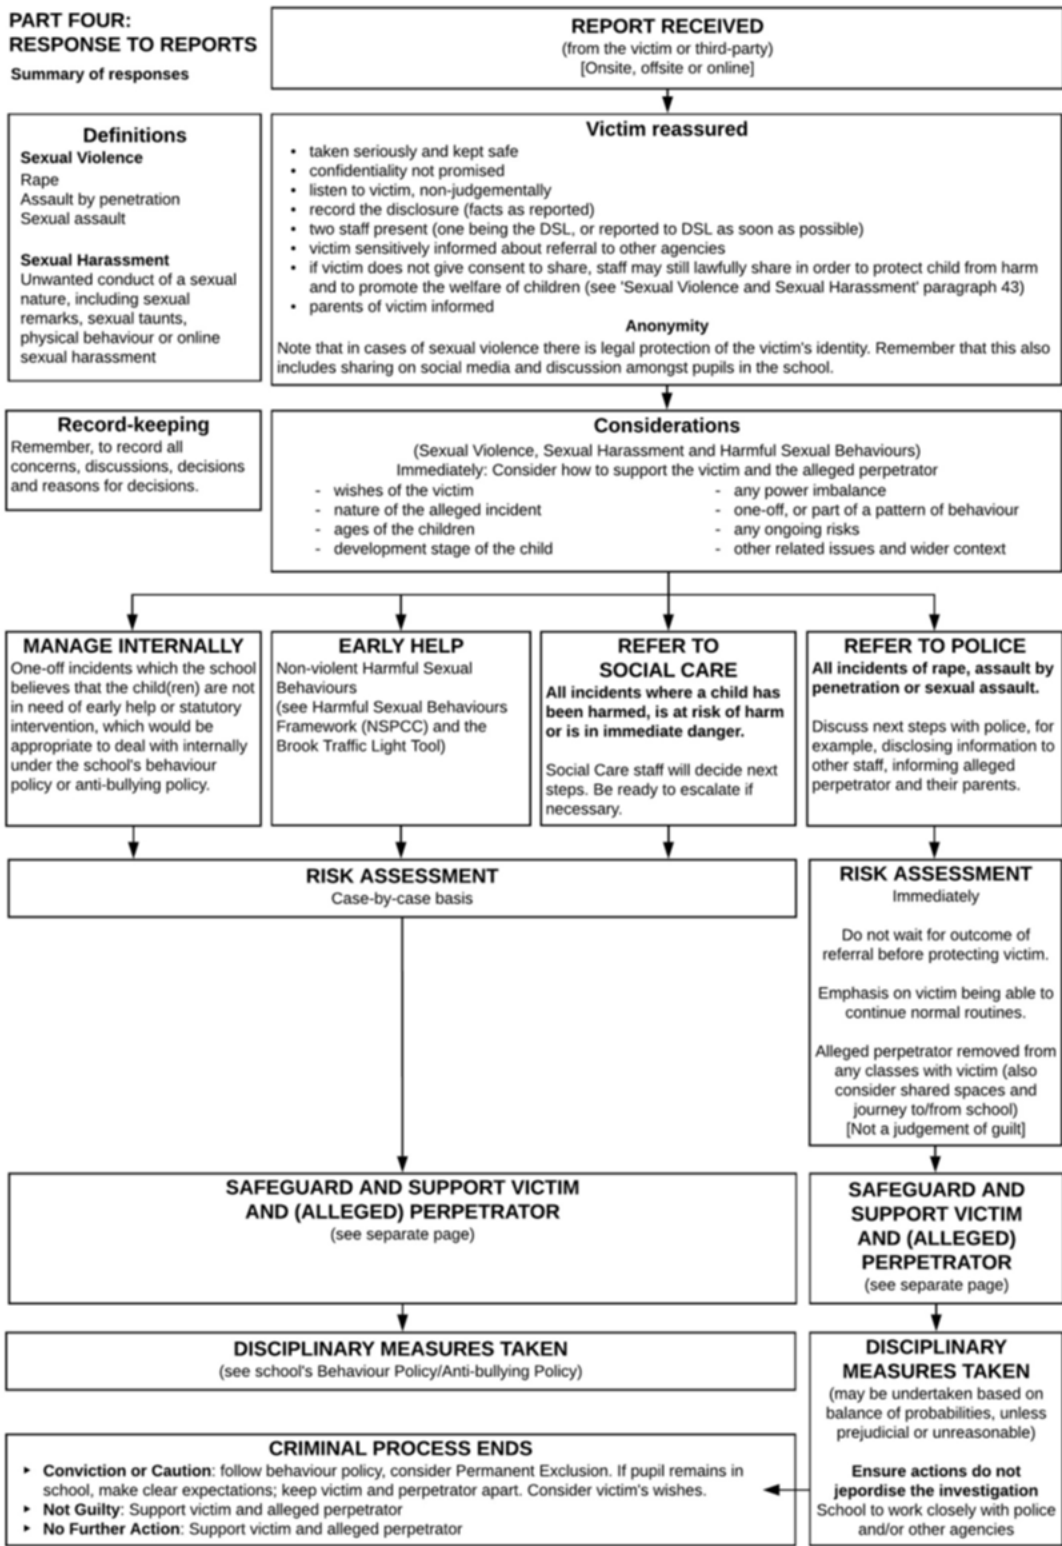 PART FOUR:
RESPONSE TO REPORTS
Summary of responses
REPORT RECEIVED
(from the victim or third-party)
[Onsite, offsite or online]
Definitions
Sexual Violence
Rape
Assault by penetration
Sexual assault
Sexual Harassment
Unwanted conduct of a sexual
nature, including sexual
remarks, sexual taunts,
physical behaviour or online
sexual harassment
Victim reassured
• taken seriously and kept safe
• confidentiality not promised
• listen to victim, non-judgementally
• record the disclosure (facts as reported)
• two staff present (one being the DSL, or reported to DSL as soon as possible)
• victim sensitively informed about referral to other agencies
• if victim does not give consent to share, staff may still lawfully share in order to protect child from harm
and to promote the welfare of children (see 'Sexual Violence and Sexual Harassment' paragraph 43)
• parents of victim informed
Anonymity
Note that in cases of sexual violence there is legal protection of the victim's identity. Remember that this also
includes sharing on social media and discussion amongst pupils in the school.
Record-keeping
Remember, to record all
concerns, discussions, decisions
and reasons for decisions.
Considerations
(Sexual Violence, Sexual Harassment and Harmful Sexual Behaviours)
Immediately: Consider how to support the victim and the alleged perpetrator
- wishes of the victim
- nature of the alleged incident
- ages of the children
- development stage of the child
- any power imbalance
- one-off, or part of a pattern of behaviour
- any ongoing risks
- other related issues and wider context
MANAGE INTERNALLY
One-off incidents which the school
believes that the child(ren) are not
in need of early help or statutory
intervention, which would be
appropriate to deal with internally
under the school's behaviour
policy or anti-bullying policy.
EARLY HELP
Non-violent Harmful Sexual
Behaviours
(see Harmful Sexual Behaviours
Framework (NSPCC) and the
Brook Traffic Light Tool)
REFER TO
SOCIAL CARE
All incidents where a child has
been harmed, is at risk of harm
or is in immediate danger.
Social Care staff will decide next
steps. Be ready to escalate if
necessary.
REFER TO POLICE
All incidents of rape, assault by
penetration or sexual assault.
Discuss next steps with police, for
example, disclosing information to
other staff, informing alleged
perpetrator and their parents.
RISK ASSESSMENT
Case-by-case basis
RISK ASSESSMENT
Immediately
Do not wait for outcome of
referral before protecting victim.
Emphasis on victim being able to
continue normal routines.
Alleged perpetrator removed from
any classes with victim (also
consider shared spaces and
journey to/from school)
[Not a judgement of guilt]
SAFEGUARD AND SUPPORT VICTIM
AND (ALLEGED) PERPETRATOR
(see separate page)
SAFEGUARD AND
SUPPORT VICTIM
AND (ALLEGED)
PERPETRATOR
(see separate page)
DISCIPLINARY MEASURES TAKEN
(see school's Behaviour Policy/Anti-bullying Policy)
DISCIPLINARY
MEASURES TAKEN
(may be undertaken based on
balance of probabilities, unless
prejudicial or unreasonable)
Ensure actions do not
jepordise the investigation
School to work closely with police
and/or other agencies
CRIMINAL PROCESS ENDS
‣ Conviction or Caution: follow behaviour policy, consider Permanent Exclusion. If pupil remains in
school, make clear expectations; keep victim and perpetrator apart. Consider victim's wishes.
‣ Not Guilty: Support victim and alleged perpetrator
‣ No Further Action: Support victim and alleged perpetrator